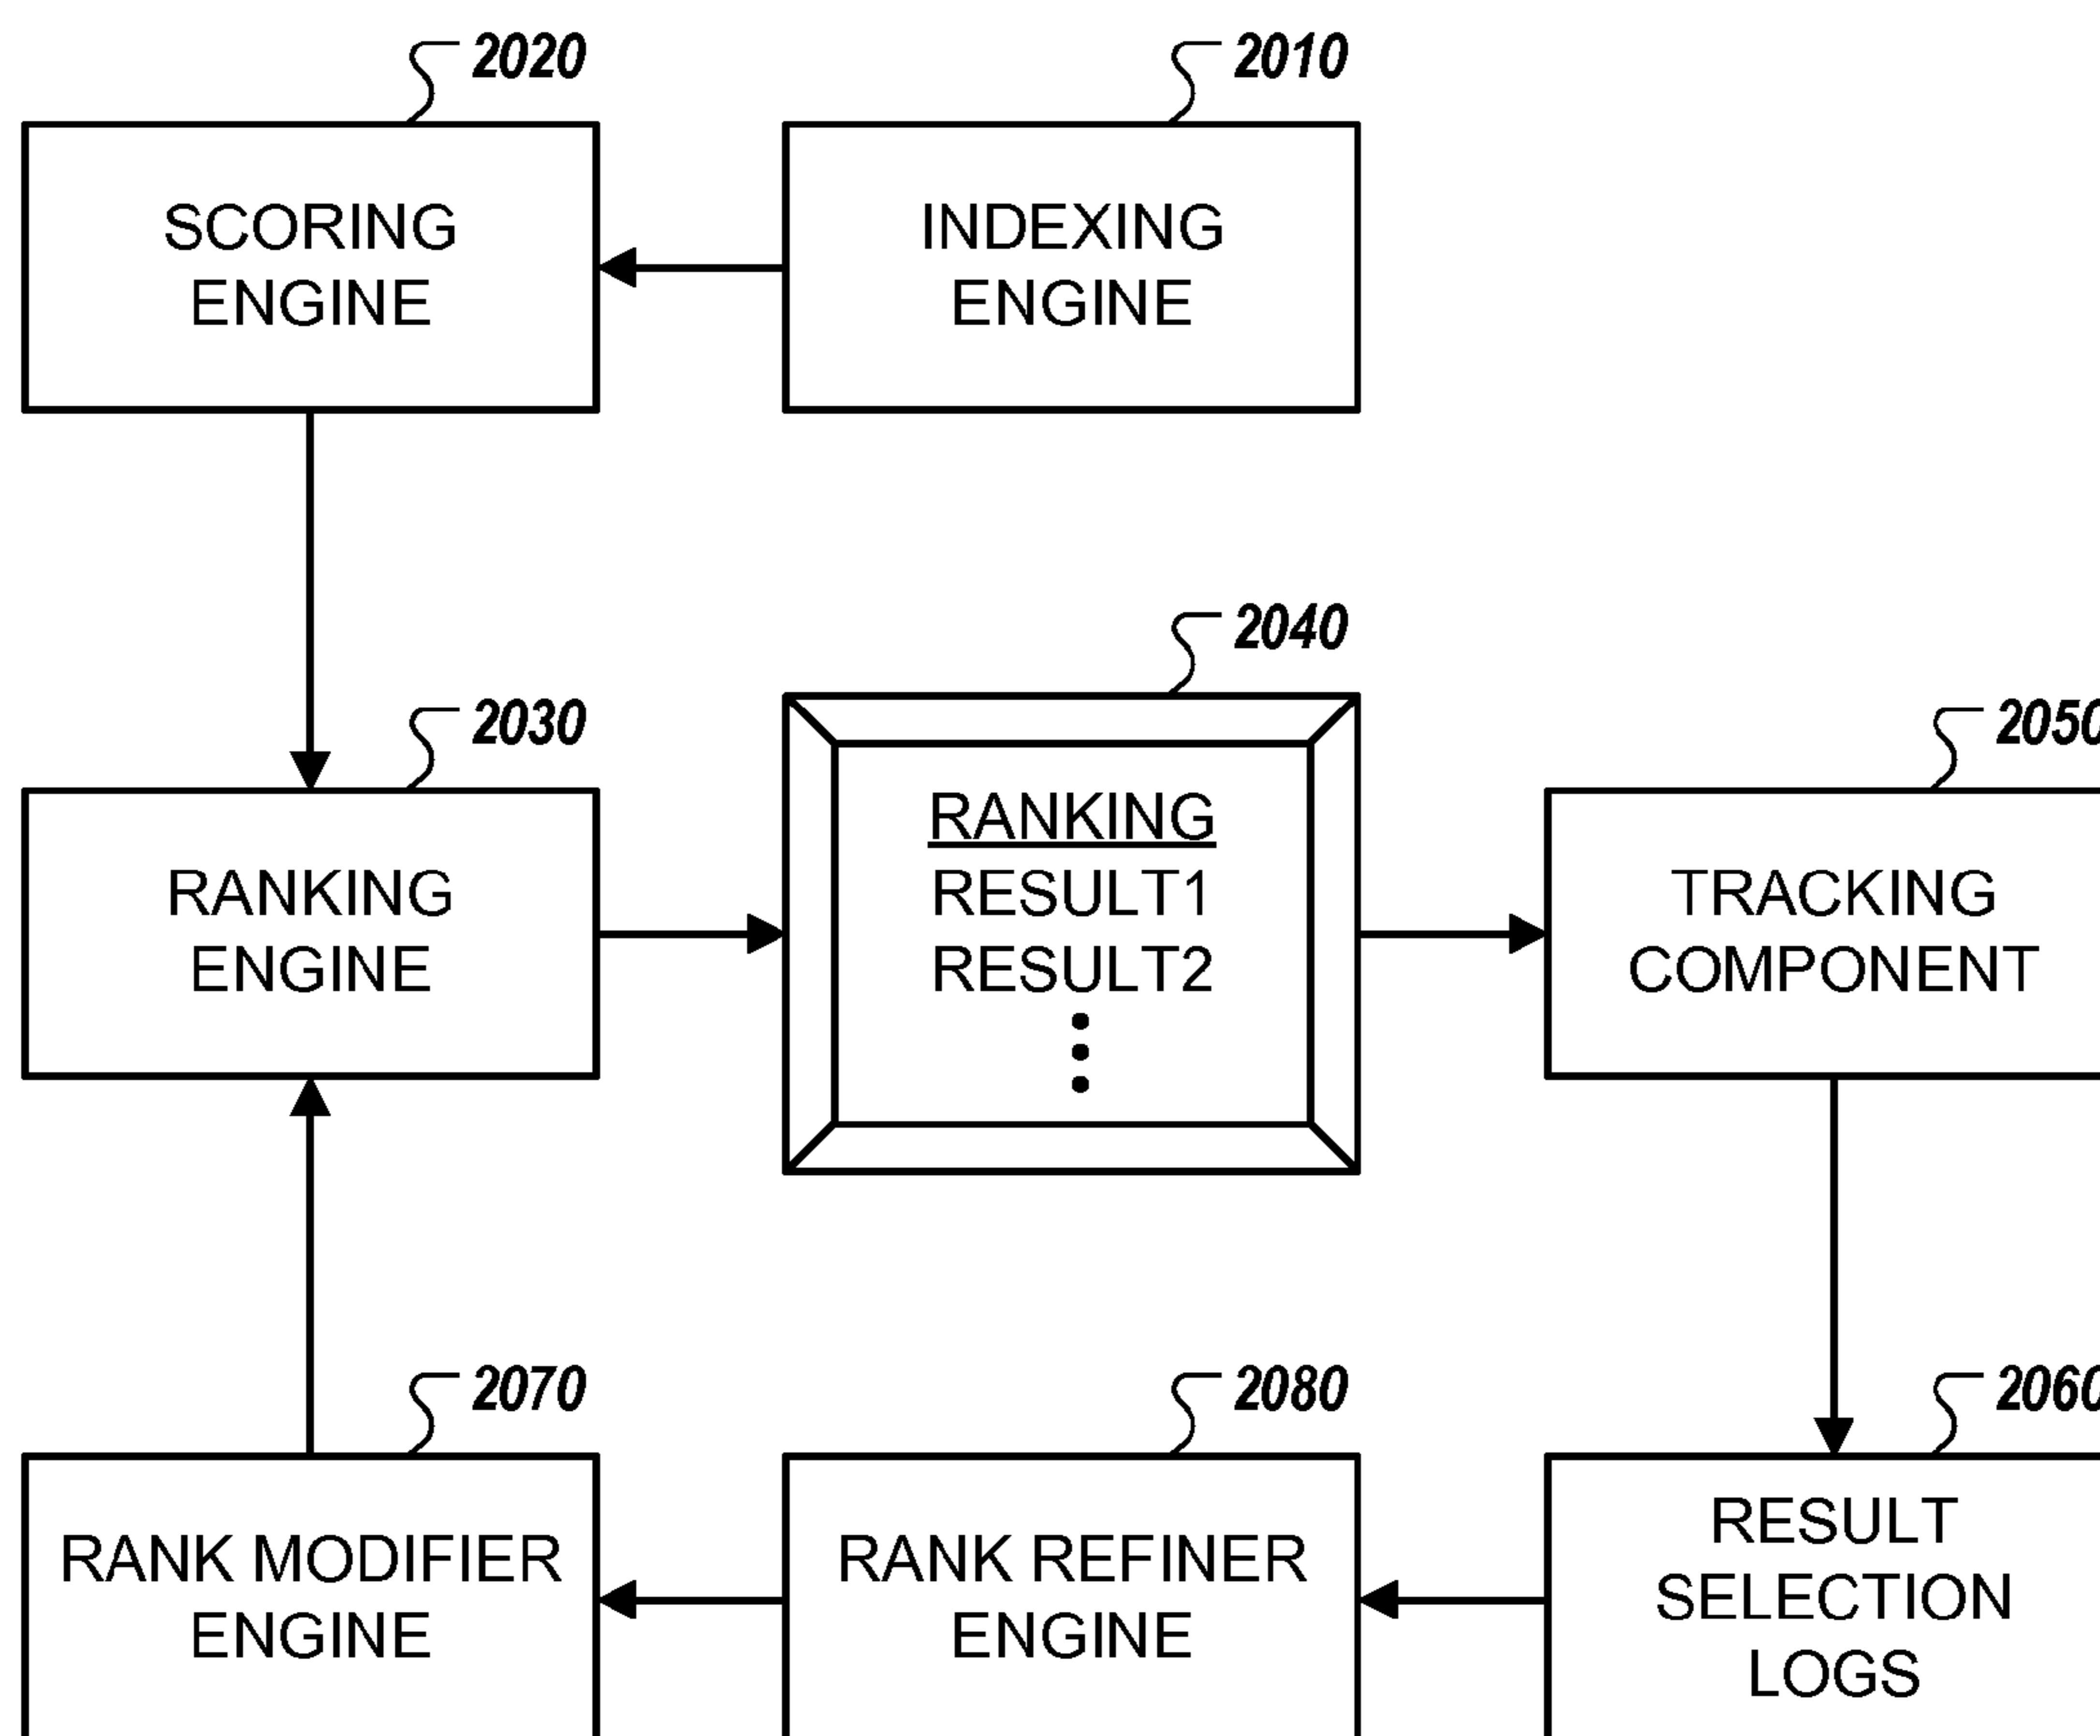 2020
2010
SCORING
ENGINE
INDEXING
ENGINE
2040
2030
2050
RANKING
ENGINE
RANKING
RESULT1
RESULT2
TRACKING
COMPONENT
2070
2080
2060
RANK MODIFIER
ENGINE
RANK REFINER
ENGINE
RESULT
SELECTION
LOGS